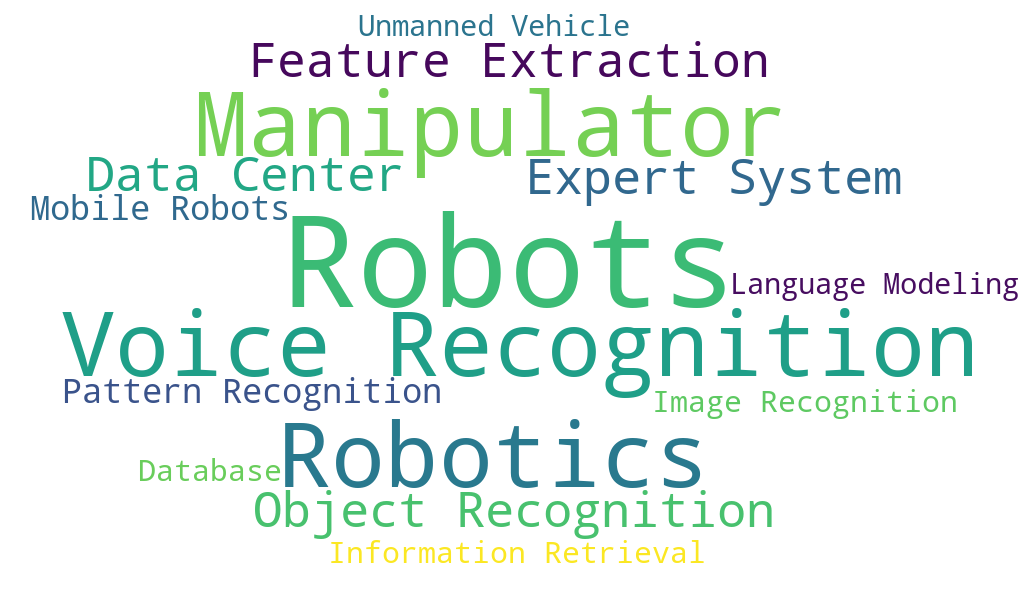 Unmanned Vehicle
Feature Extraction
Manipulator
Data Center
Expert System
Mobile Robots
Robots
Language Modeling
Voice Recognition
Pattern Recognition
Image Recognition
Robotics
Database
Object Recognition
Information Retrieval